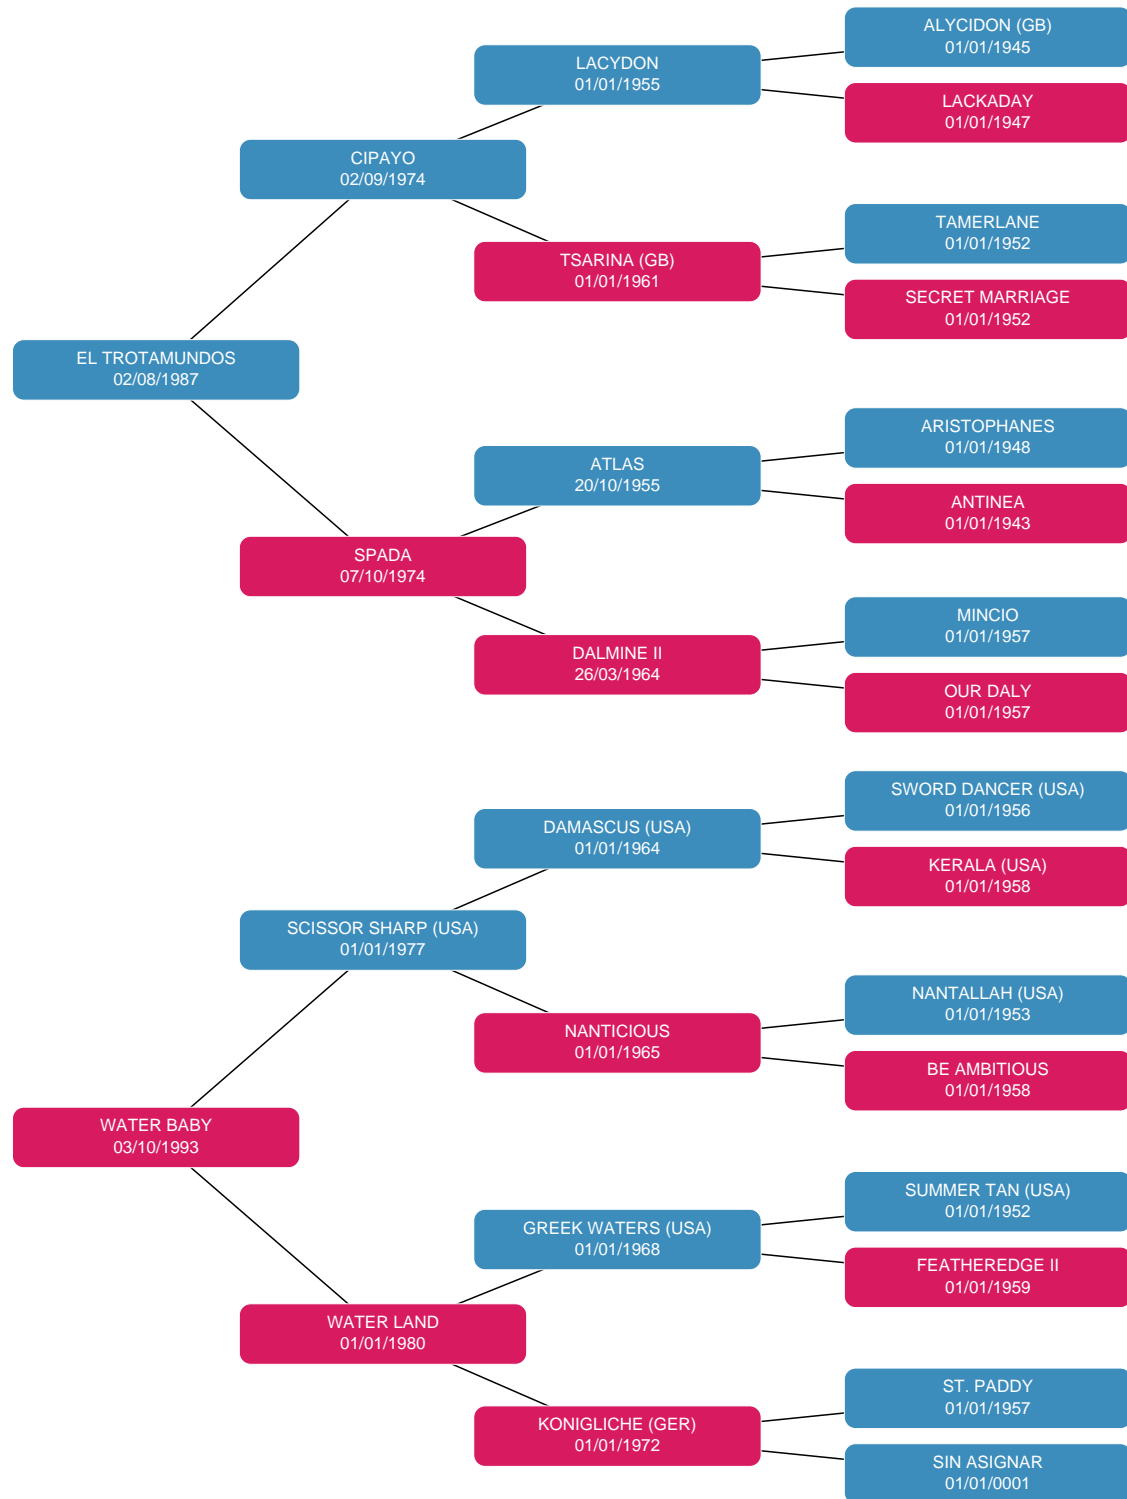 ALYCIDON (GB)
01/01/1945
LACYDON
01/01/1955
LACKADAY
01/01/1947
CIPAYO
02/09/1974
TAMERLANE
01/01/1952
TSARINA (GB)
01/01/1961
SECRET MARRIAGE
01/01/1952
EL TROTAMUNDOS
02/08/1987
ARISTOPHANES
01/01/1948
ATLAS
20/10/1955
ANTINEA
01/01/1943
SPADA
07/10/1974
MINCIO
01/01/1957
DALMINE II
26/03/1964
OUR DALY
01/01/1957
SWORD DANCER (USA)
01/01/1956
DAMASCUS (USA)
01/01/1964
KERALA (USA)
01/01/1958
SCISSOR SHARP (USA)
01/01/1977
NANTALLAH (USA)
01/01/1953
NANTICIOUS
01/01/1965
BE AMBITIOUS
01/01/1958
WATER BABY
03/10/1993
SUMMER TAN (USA)
01/01/1952
GREEK WATERS (USA)
01/01/1968
FEATHEREDGE II
01/01/1959
WATER LAND
01/01/1980
ST. PADDY
01/01/1957
KONIGLICHE (GER)
01/01/1972
SIN ASIGNAR
01/01/0001